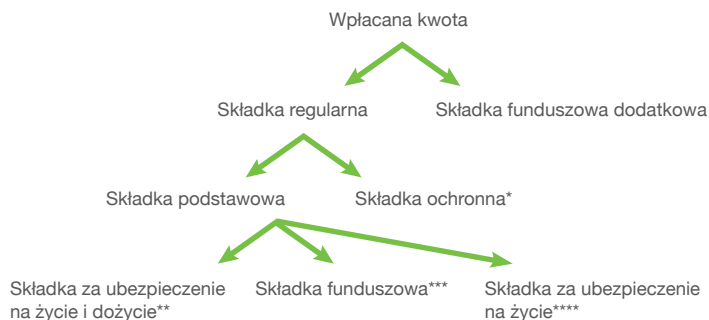 Wpłacana kwota
Składka regularna
Składka funduszowa dodatkowa
Składka podstawowa
Składka ochronna*
Składka za ubezpieczenie
na życie i dożycie**
Składka funduszowa***
Składka za ubezpieczenie
na życie****